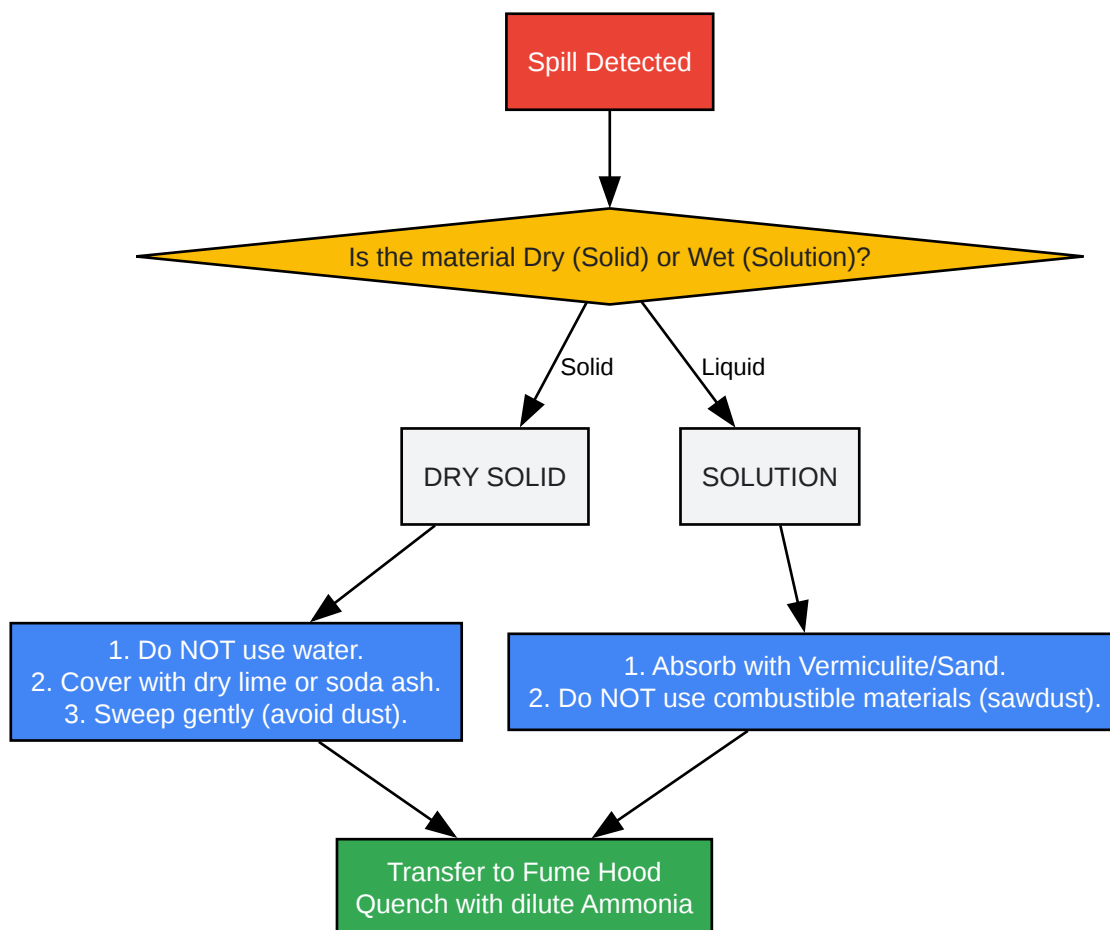 Spill Detected
Is the material Dry (Solid) or Wet (Solution)?
Solid
Liquid
DRY SOLID
SOLUTION
1. Do NOT use water.
2. Cover with dry lime or soda ash.
3. Sweep gently (avoid dust).
1. Absorb with Vermiculite/Sand.
2. Do NOT use combustible materials (sawdust).
Transfer to Fume Hood
Quench with dilute Ammonia